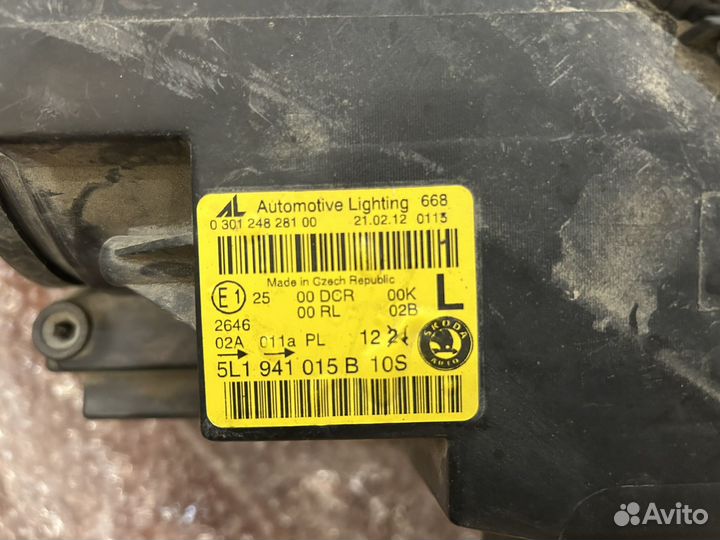 AL Automotive Lighting 668
0 301 248 281 00 21.02.12 0113
H
Made in Czech Republic
E1 25 00 DCR 00K L
00 RL 02B
2646
02A 011a PL 12 21
SKODA AUTO
5L1 941 015 B 10S
Avito